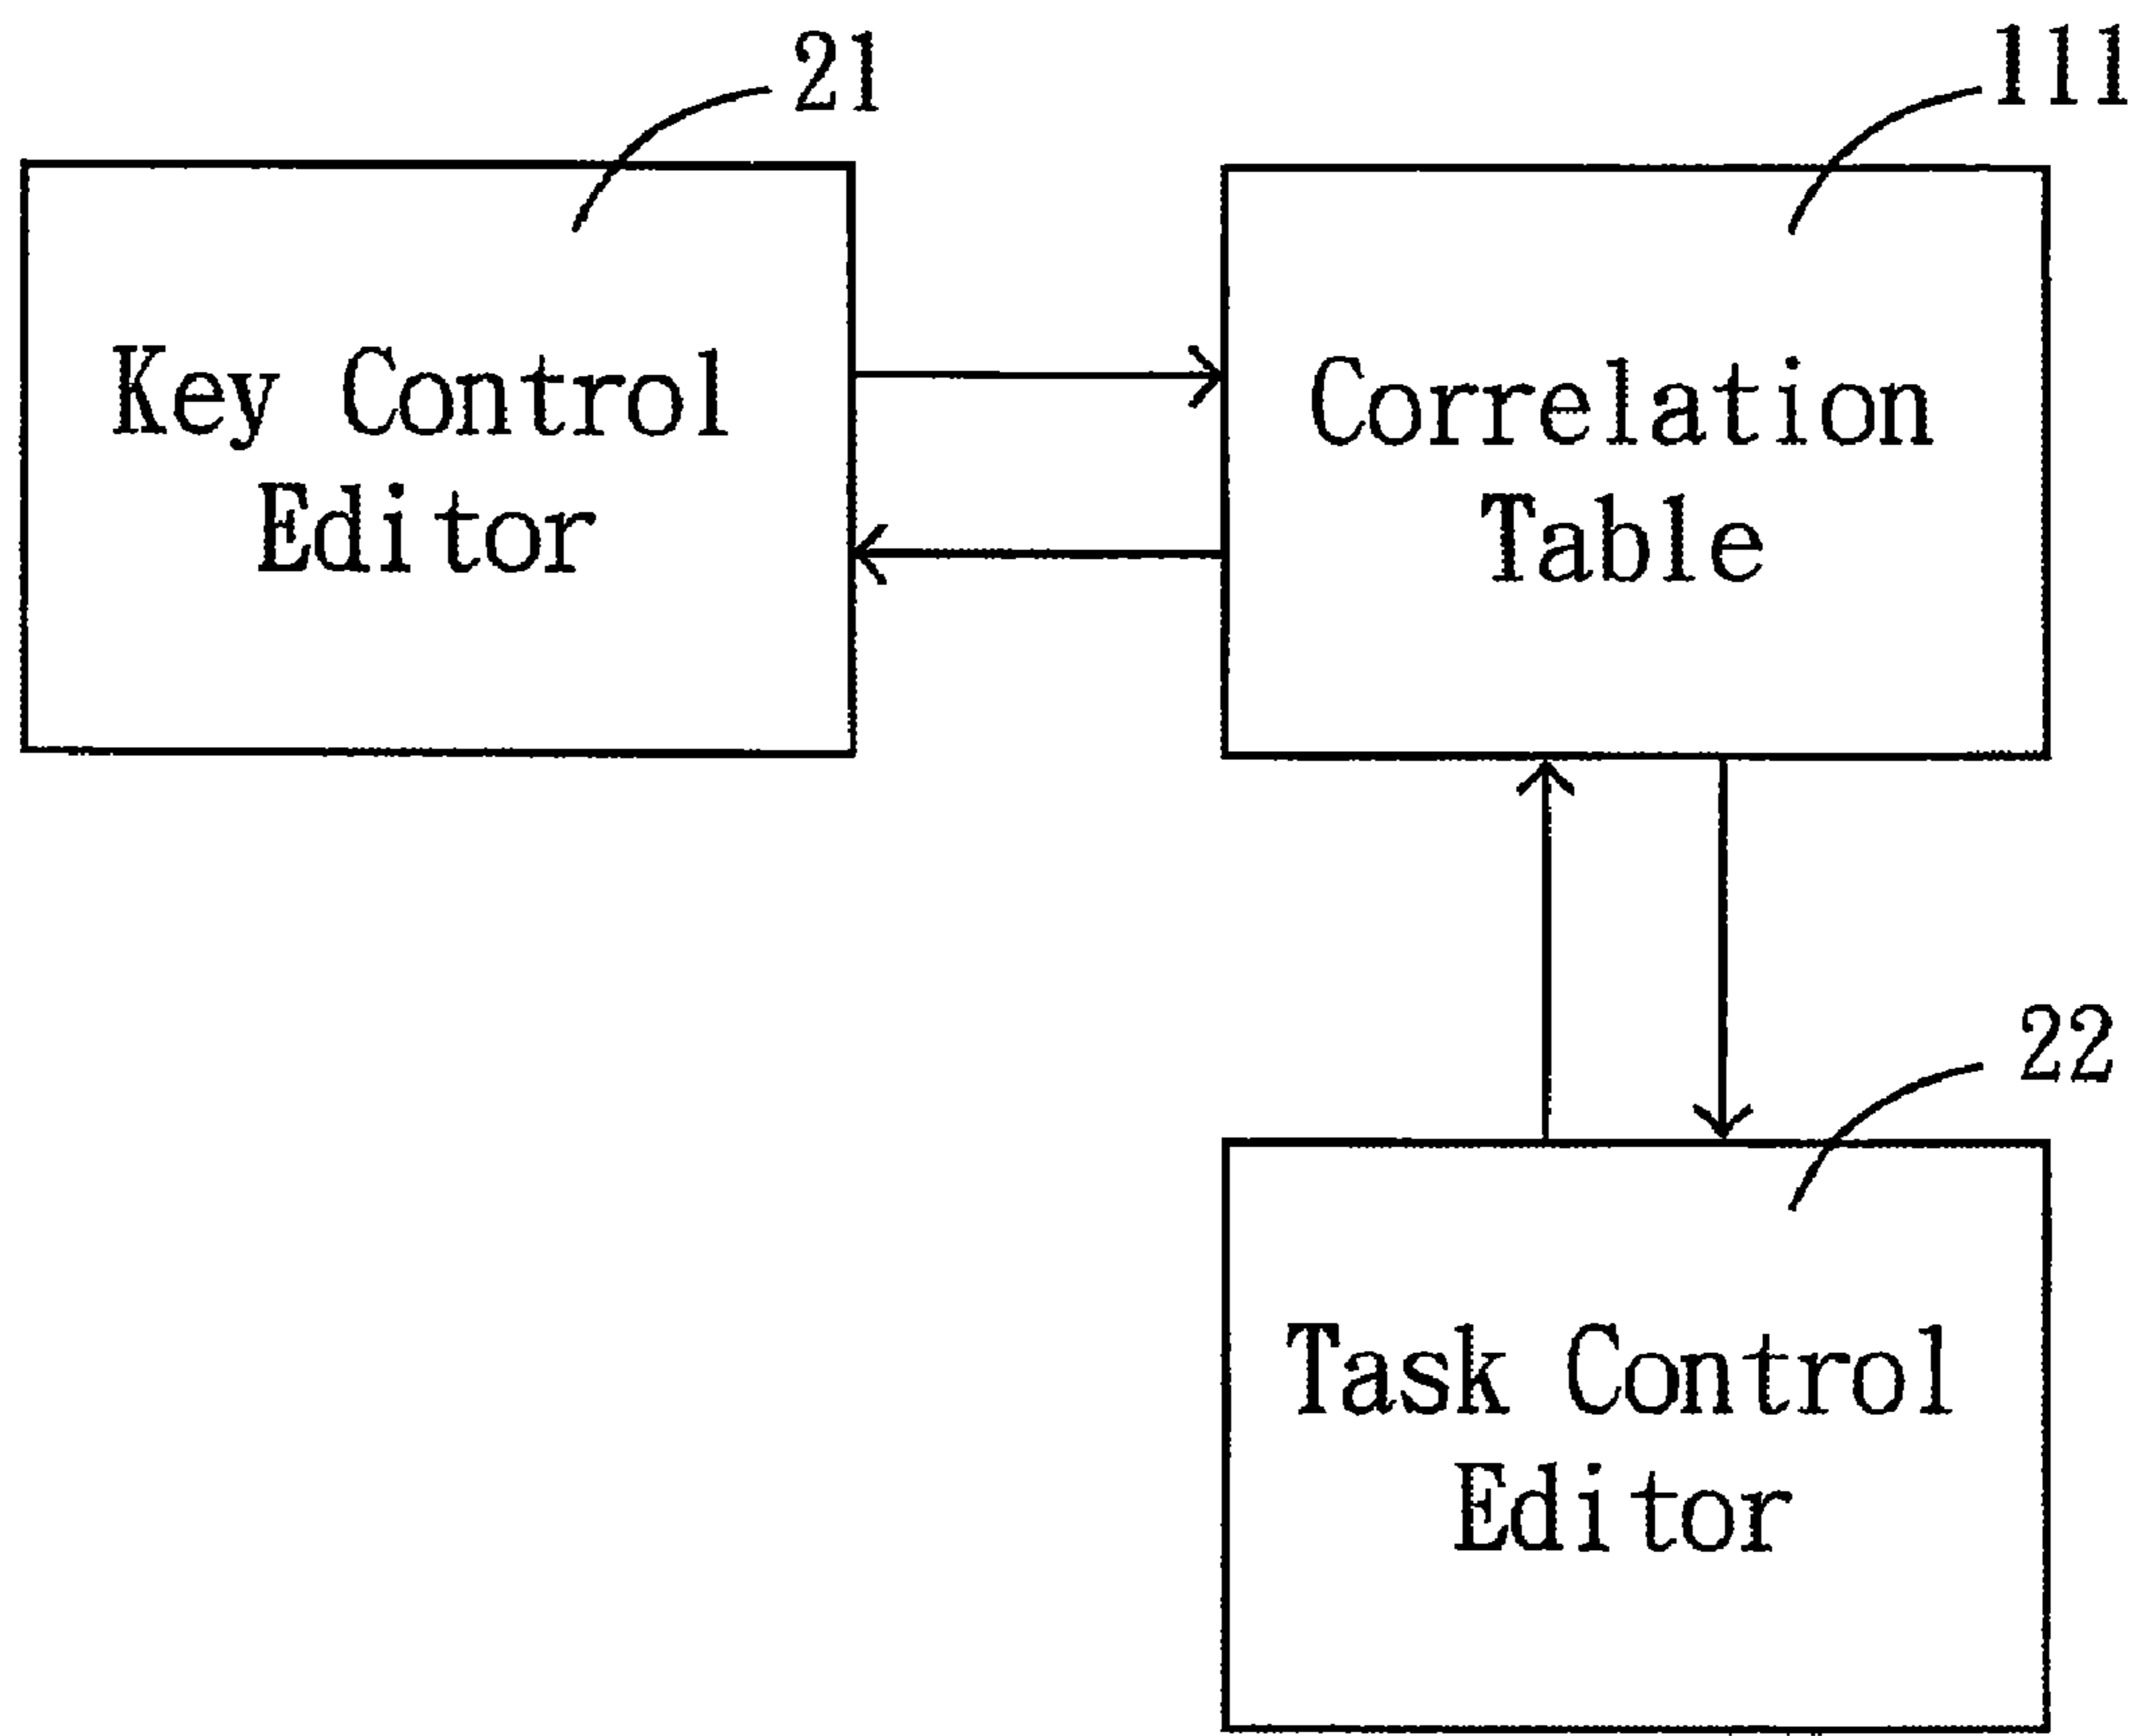 21
111
Key Control
Editor
Correlation
Table
22
Task Control
Editor